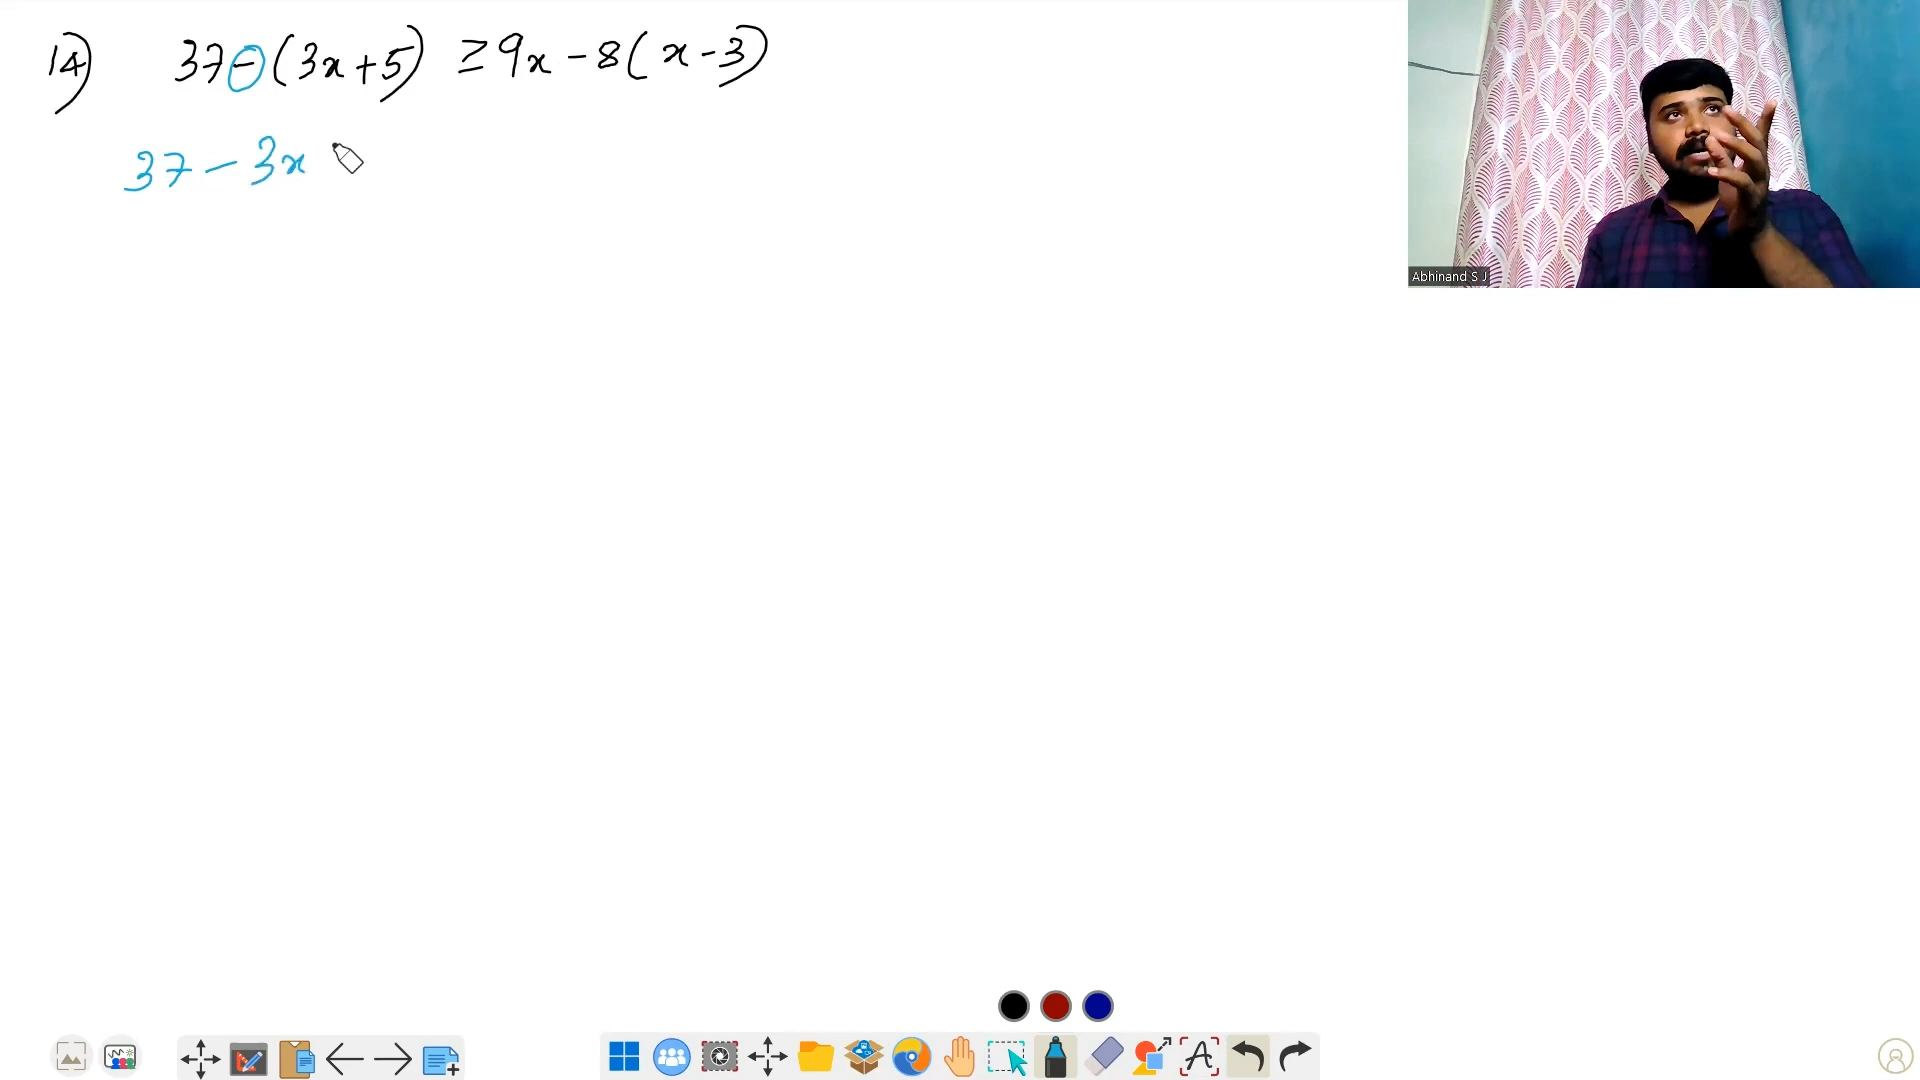 14) 37 - (3x + 5) ≥ 9x - 8(x - 3)
37 - 3x
Abhinand S J